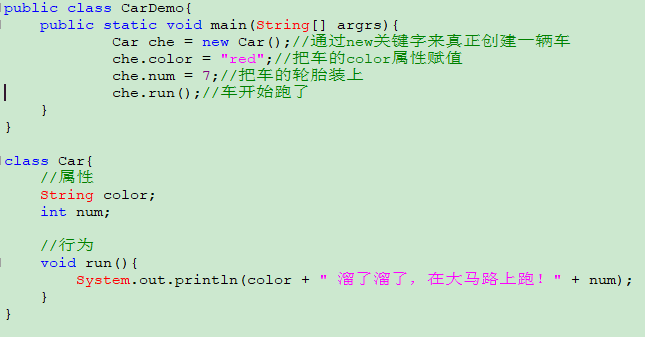 public class CarDemo{
public static void main(String[] argrs){
Car che = new Car();//通过new关键字来真正创建一辆车
che.color = "red";//把车的color属性赋值
che.num = 7;//把车的轮胎装上
che.run();//车开始跑了
}
}
class Car{
//属性
String color;
int num;
//行为
void run(){
System.out.println(color + " 溜了溜了，在大马路上跑！" + num);
}
}